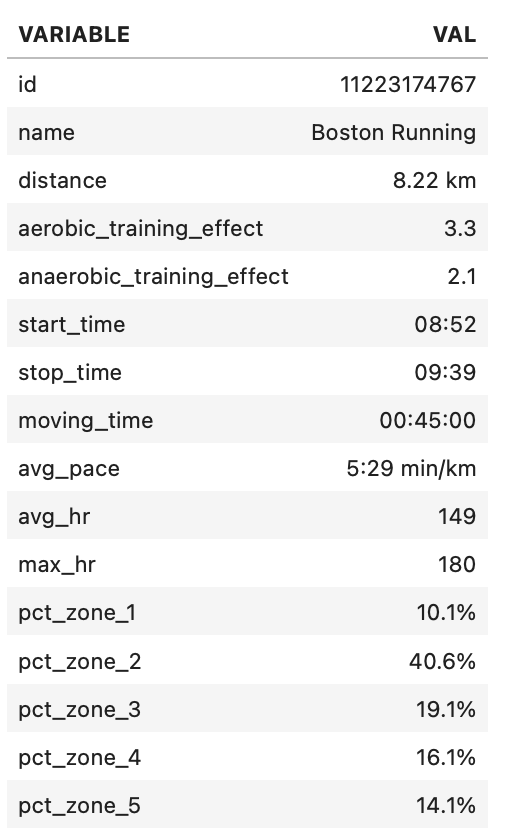 VARIABLE VAL
id 11223174767
name Boston Running
distance 8.22 km
aerobic_training_effect 3.3
anaerobic_training_effect 2.1
start_time 08:52
stop_time 09:39
moving_time 00:45:00
avg_pace 5:29 min/km
avg_hr 149
max_hr 180
pct_zone_1 10.1%
pct_zone_2 40.6%
pct_zone_3 19.1%
pct_zone_4 16.1%
pct_zone_5 14.1%